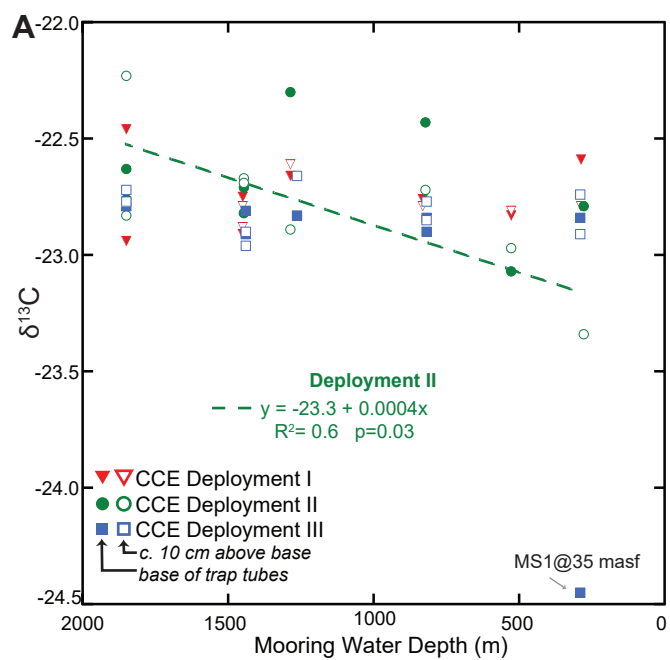 A
-22.0
-22.5
-23.0
-23.5
-24.0
-24.5
δ13C
Deployment II
y = -23.3 + 0.0004x
R2= 0.6 p=0.03
CCE Deployment I
CCE Deployment II
CCE Deployment III
c. 10 cm above base
base of trap tubes
MS1@35 masf
2000 1500 1000 500 0
Mooring Water Depth (m)